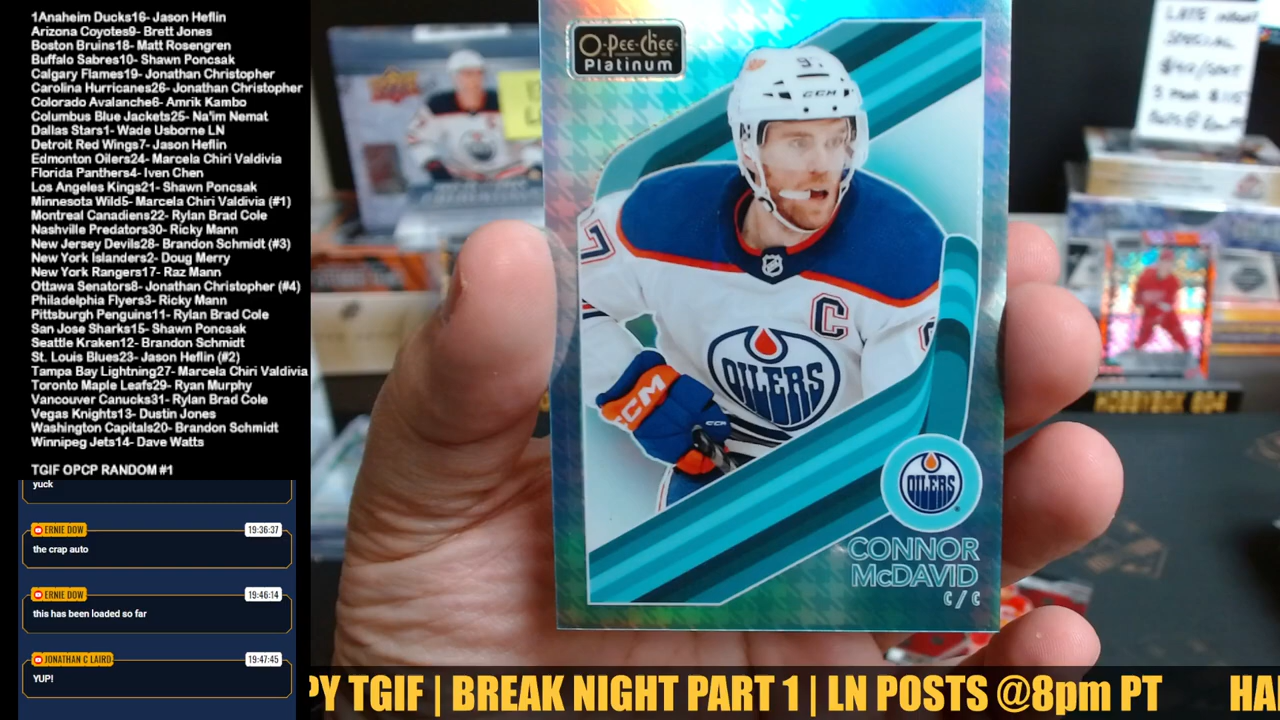 1Anaheim Ducks16- Jason Heflin
Arizona Coyotes9- Brett Jones
Boston Bruins18- Matt Rosengren
Buffalo Sabres10- Shawn Poncsak
Calgary Flames19- Jonathan Christopher
Carolina Hurricanes26- Jonathan Christopher
Colorado Avalanche6- Amrik Kambo
Columbus Blue Jackets25- Na'im Nemat
Dallas Stars1- Wade Usborne LN
Detroit Red Wings7- Jason Heflin
Edmonton Oilers24- Marcela Chiri Valdivia
Florida Panthers4- Iven Chen
Los Angeles Kings21- Shawn Poncsak
Minnesota Wild5- Marcela Chiri Valdivia (#1)
Montreal Canadiens22- Rylan Brad Cole
Nashville Predators30- Ricky Mann
New Jersey Devils28- Brandon Schmidt (#3)
New York Islanders2- Doug Merry
New York Rangers17- Raz Mann
Ottawa Senators8- Jonathan Christopher (#4)
Philadelphia Flyers3- Ricky Mann
Pittsburgh Penguins11- Rylan Brad Cole
San Jose Sharks15- Shawn Poncsak
Seattle Kraken12- Brandon Schmidt
St. Louis Blues23- Jason Heflin (#2)
Tampa Bay Lightning27- Marcela Chiri Valdivia
Toronto Maple Leafs29- Ryan Murphy
Vancouver Canucks31- Rylan Brad Cole
Vegas Knights13- Dustin Jones
Washington Capitals20- Brandon Schmidt
Winnipeg Jets14- Dave Watts
TGIF OPCP RANDOM #1
yuck
ERNIE DOW 19:36:37
the crap auto
ERNIE DOW 19:46:14
this has been loaded so far
JONATHAN C LAIRD 19:47:45
YUP!
O-Pee-Chee
Platinum
CCM
7
C
OILERS
CCM
CCM
OILERS
CONNOR
McDAVID
C / C
LATE
SPECIAL
HOBBYBOX 604
PY TGIF | BREAK NIGHT PART 1 | LN POSTS @8pm PT HA